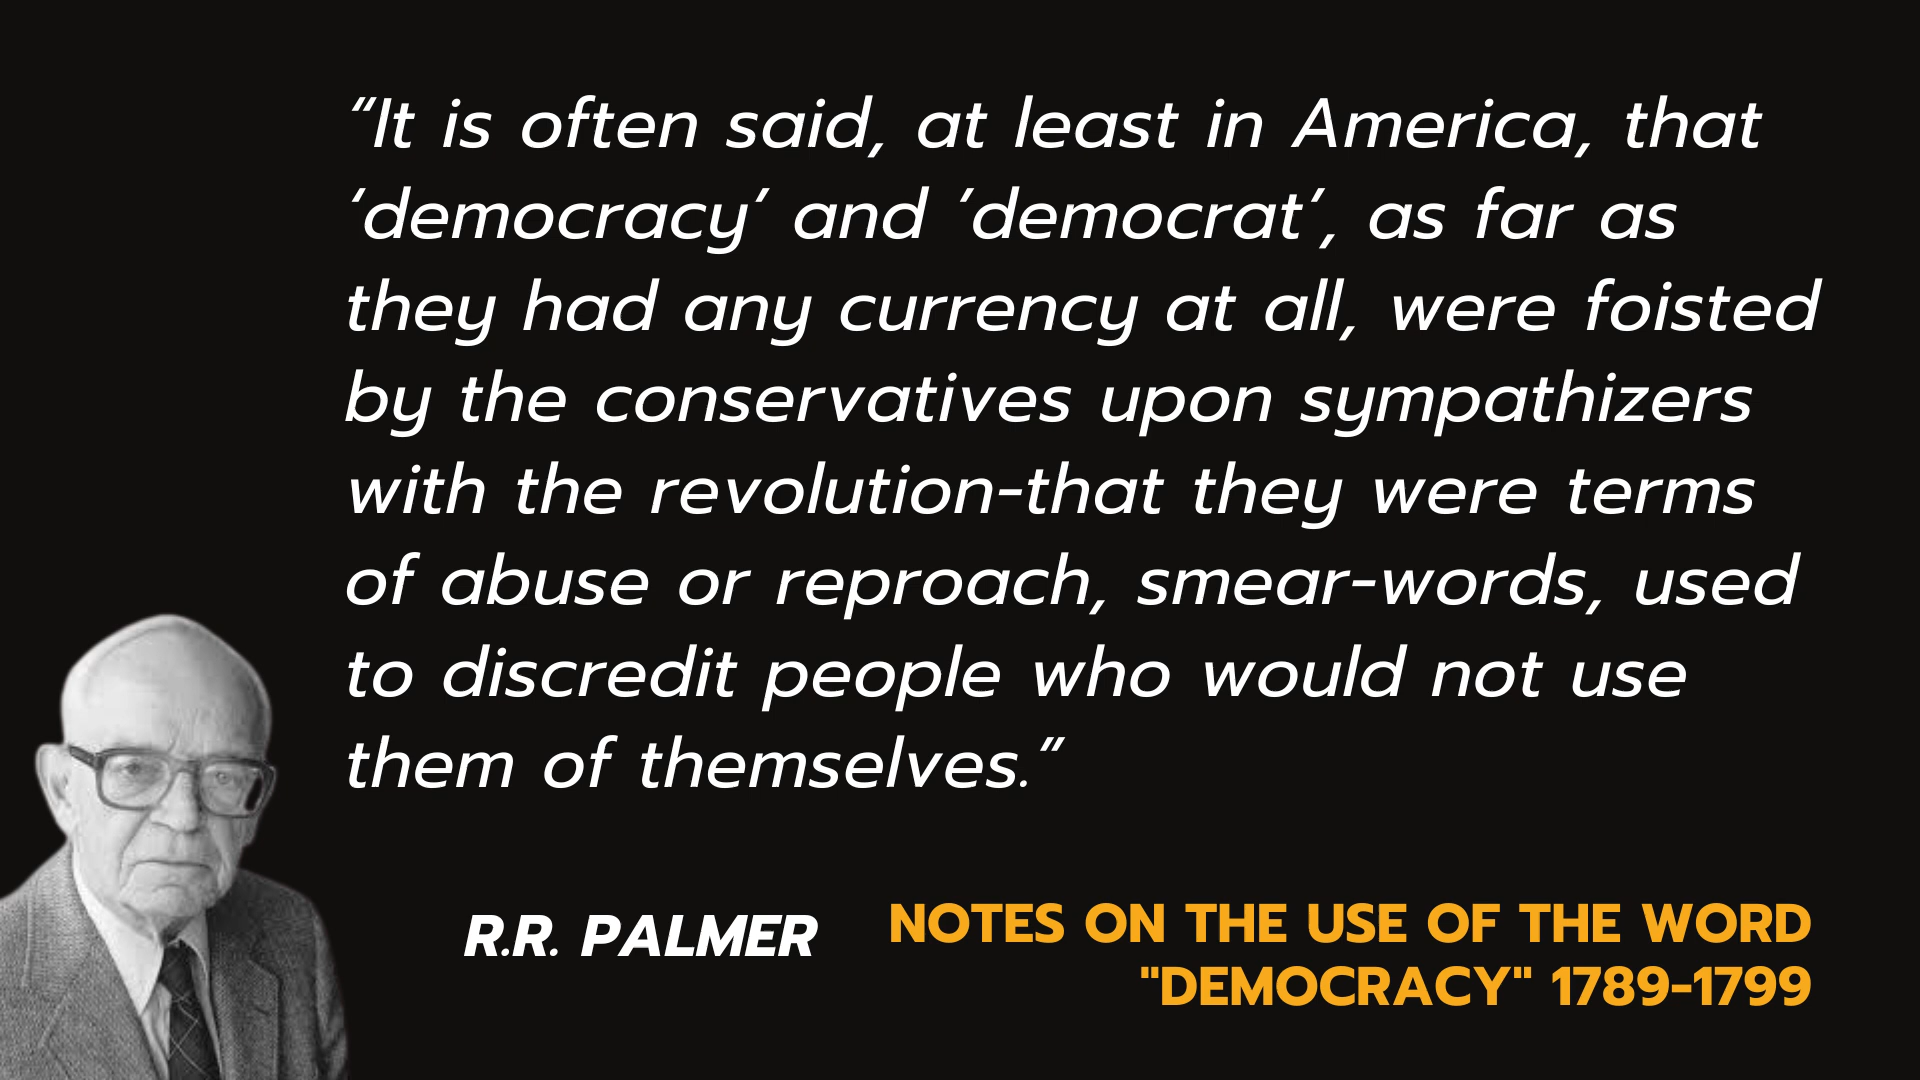 “It is often said, at least in America, that
‘democracy’ and ‘democrat’, as far as
they had any currency at all, were foisted
by the conservatives upon sympathizers
with the revolution-that they were terms
of abuse or reproach, smear-words, used
to discredit people who would not use
them of themselves.”
R.R. PALMER
NOTES ON THE USE OF THE WORD
"DEMOCRACY" 1789-1799